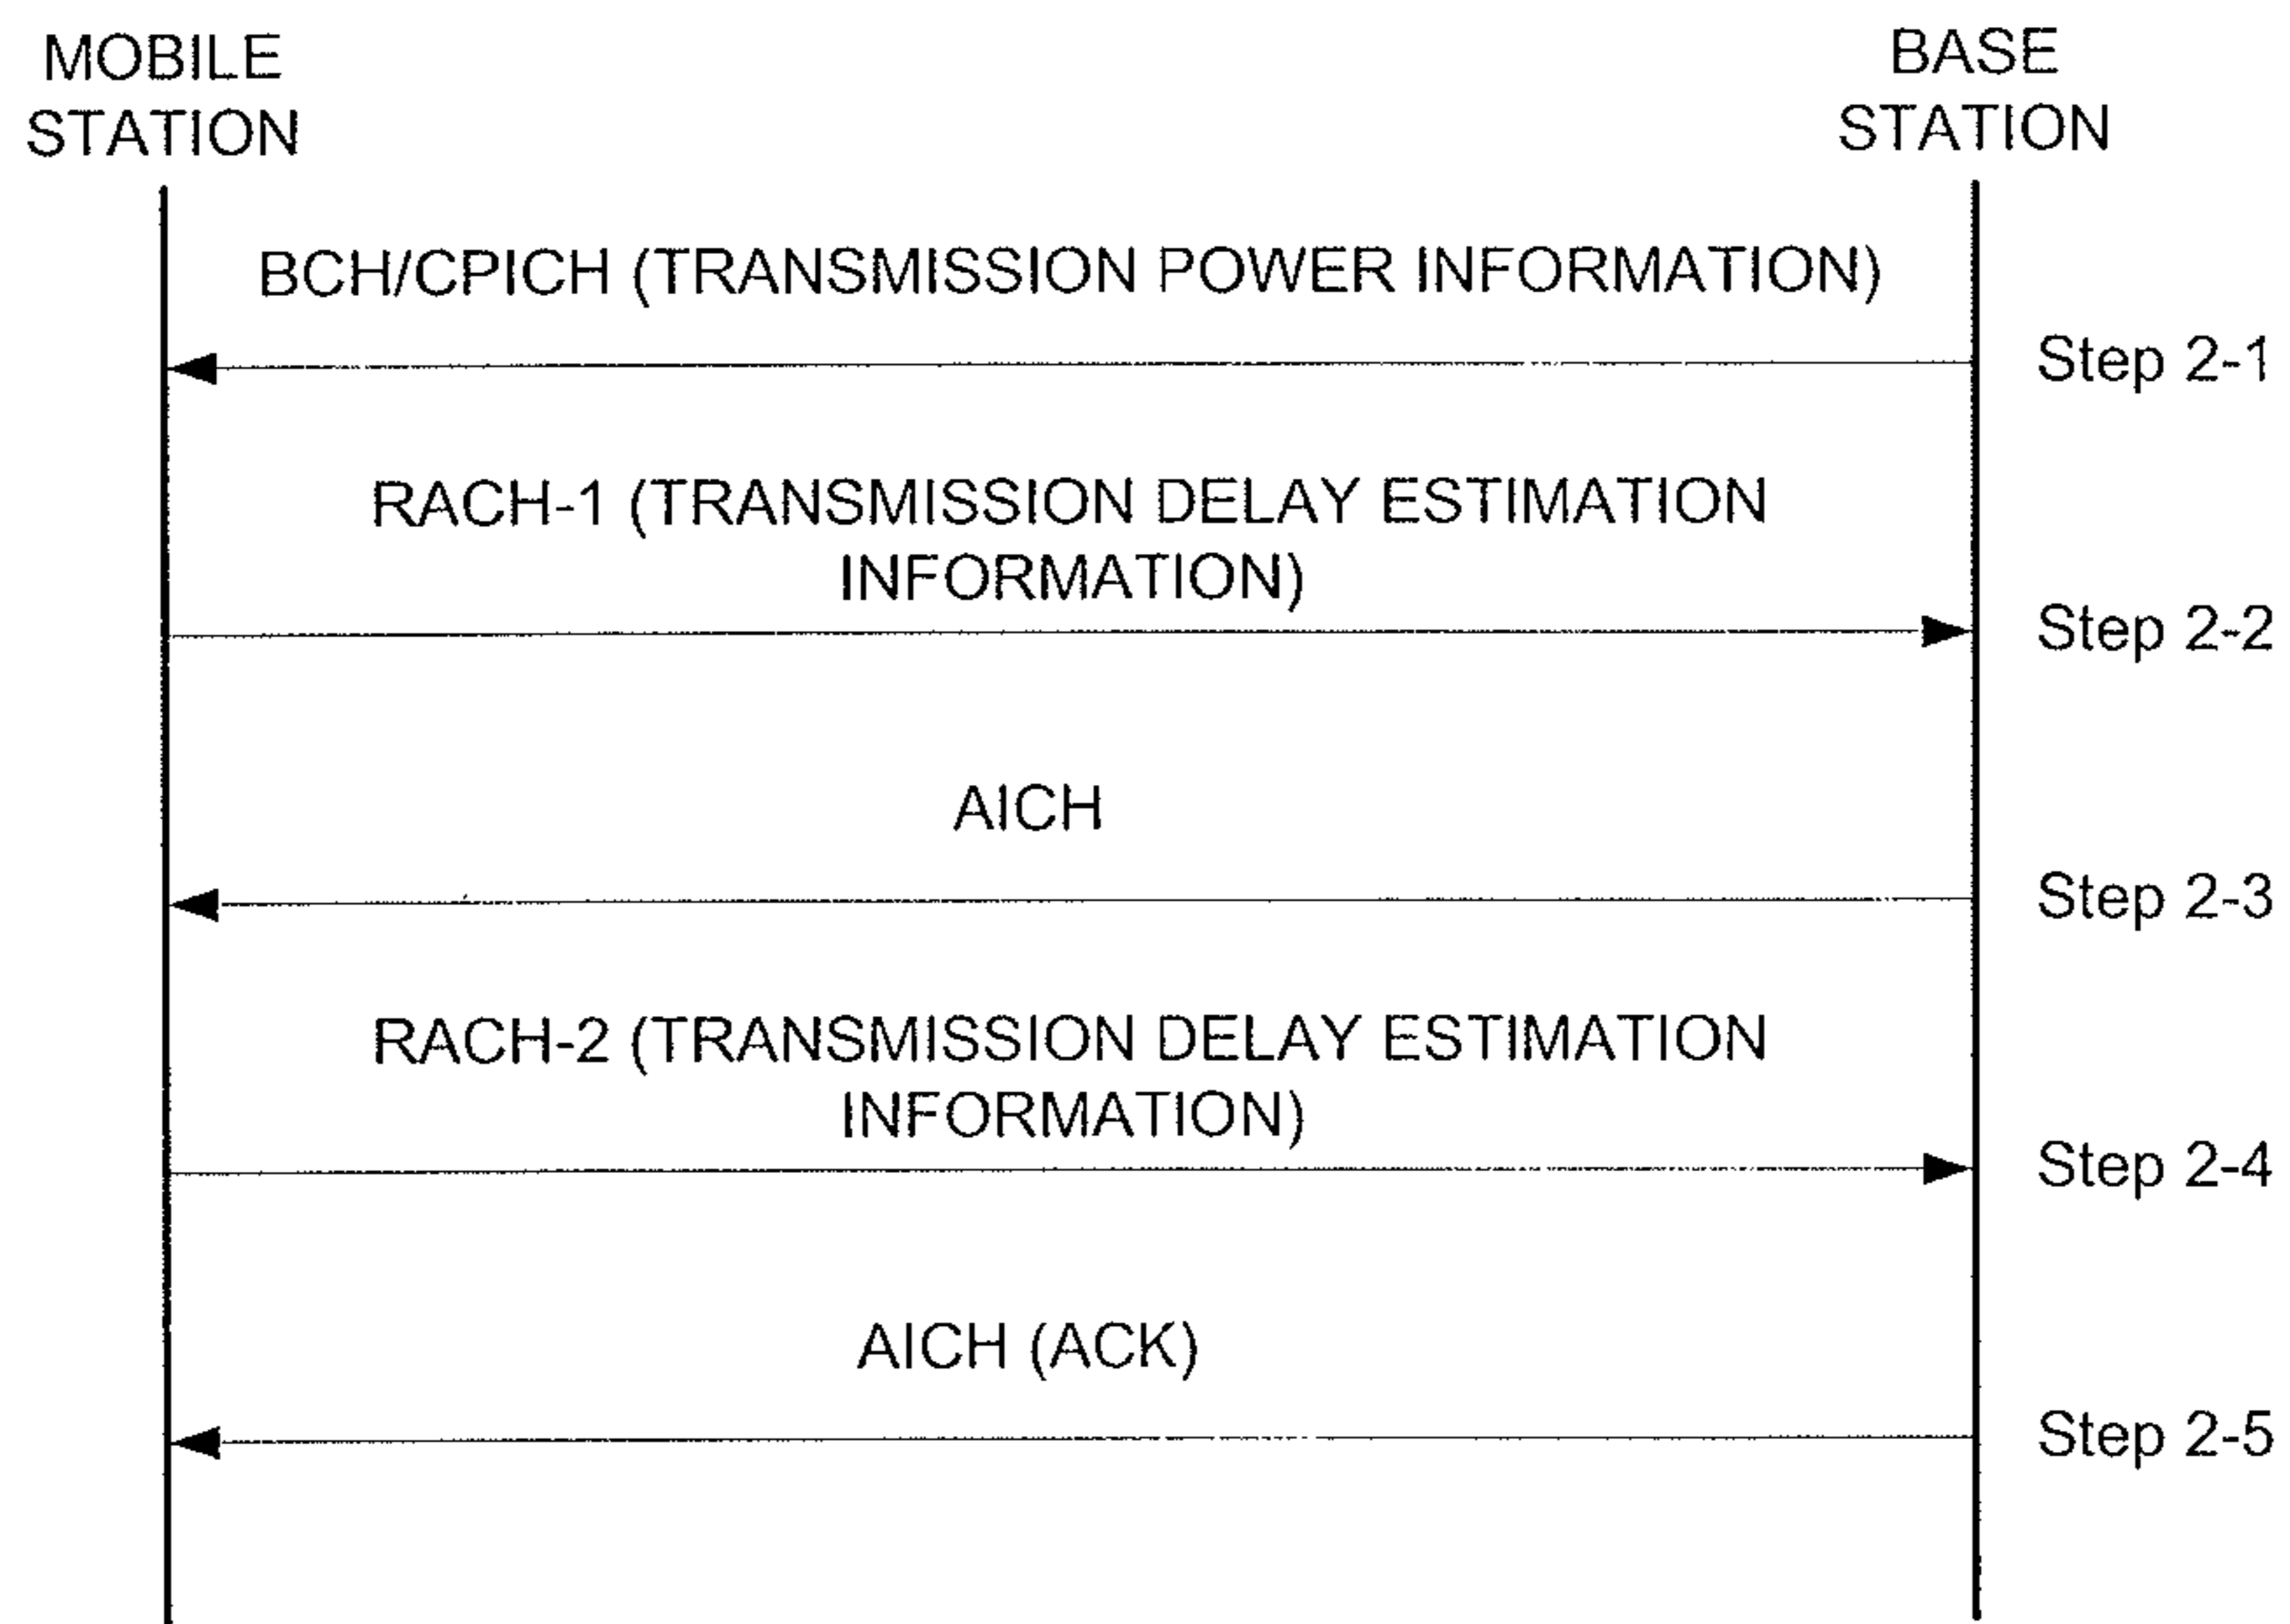 MOBILE
STATION
BASE
STATION
BCH/CPICH (TRANSMISSION POWER INFORMATION)
Step 2-1
RACH-1 (TRANSMISSION DELAY ESTIMATION
INFORMATION)
Step 2-2
AICH
Step 2-3
RACH-2 (TRANSMISSION DELAY ESTIMATION
INFORMATION)
Step 2-4
AICH (ACK)
Step 2-5